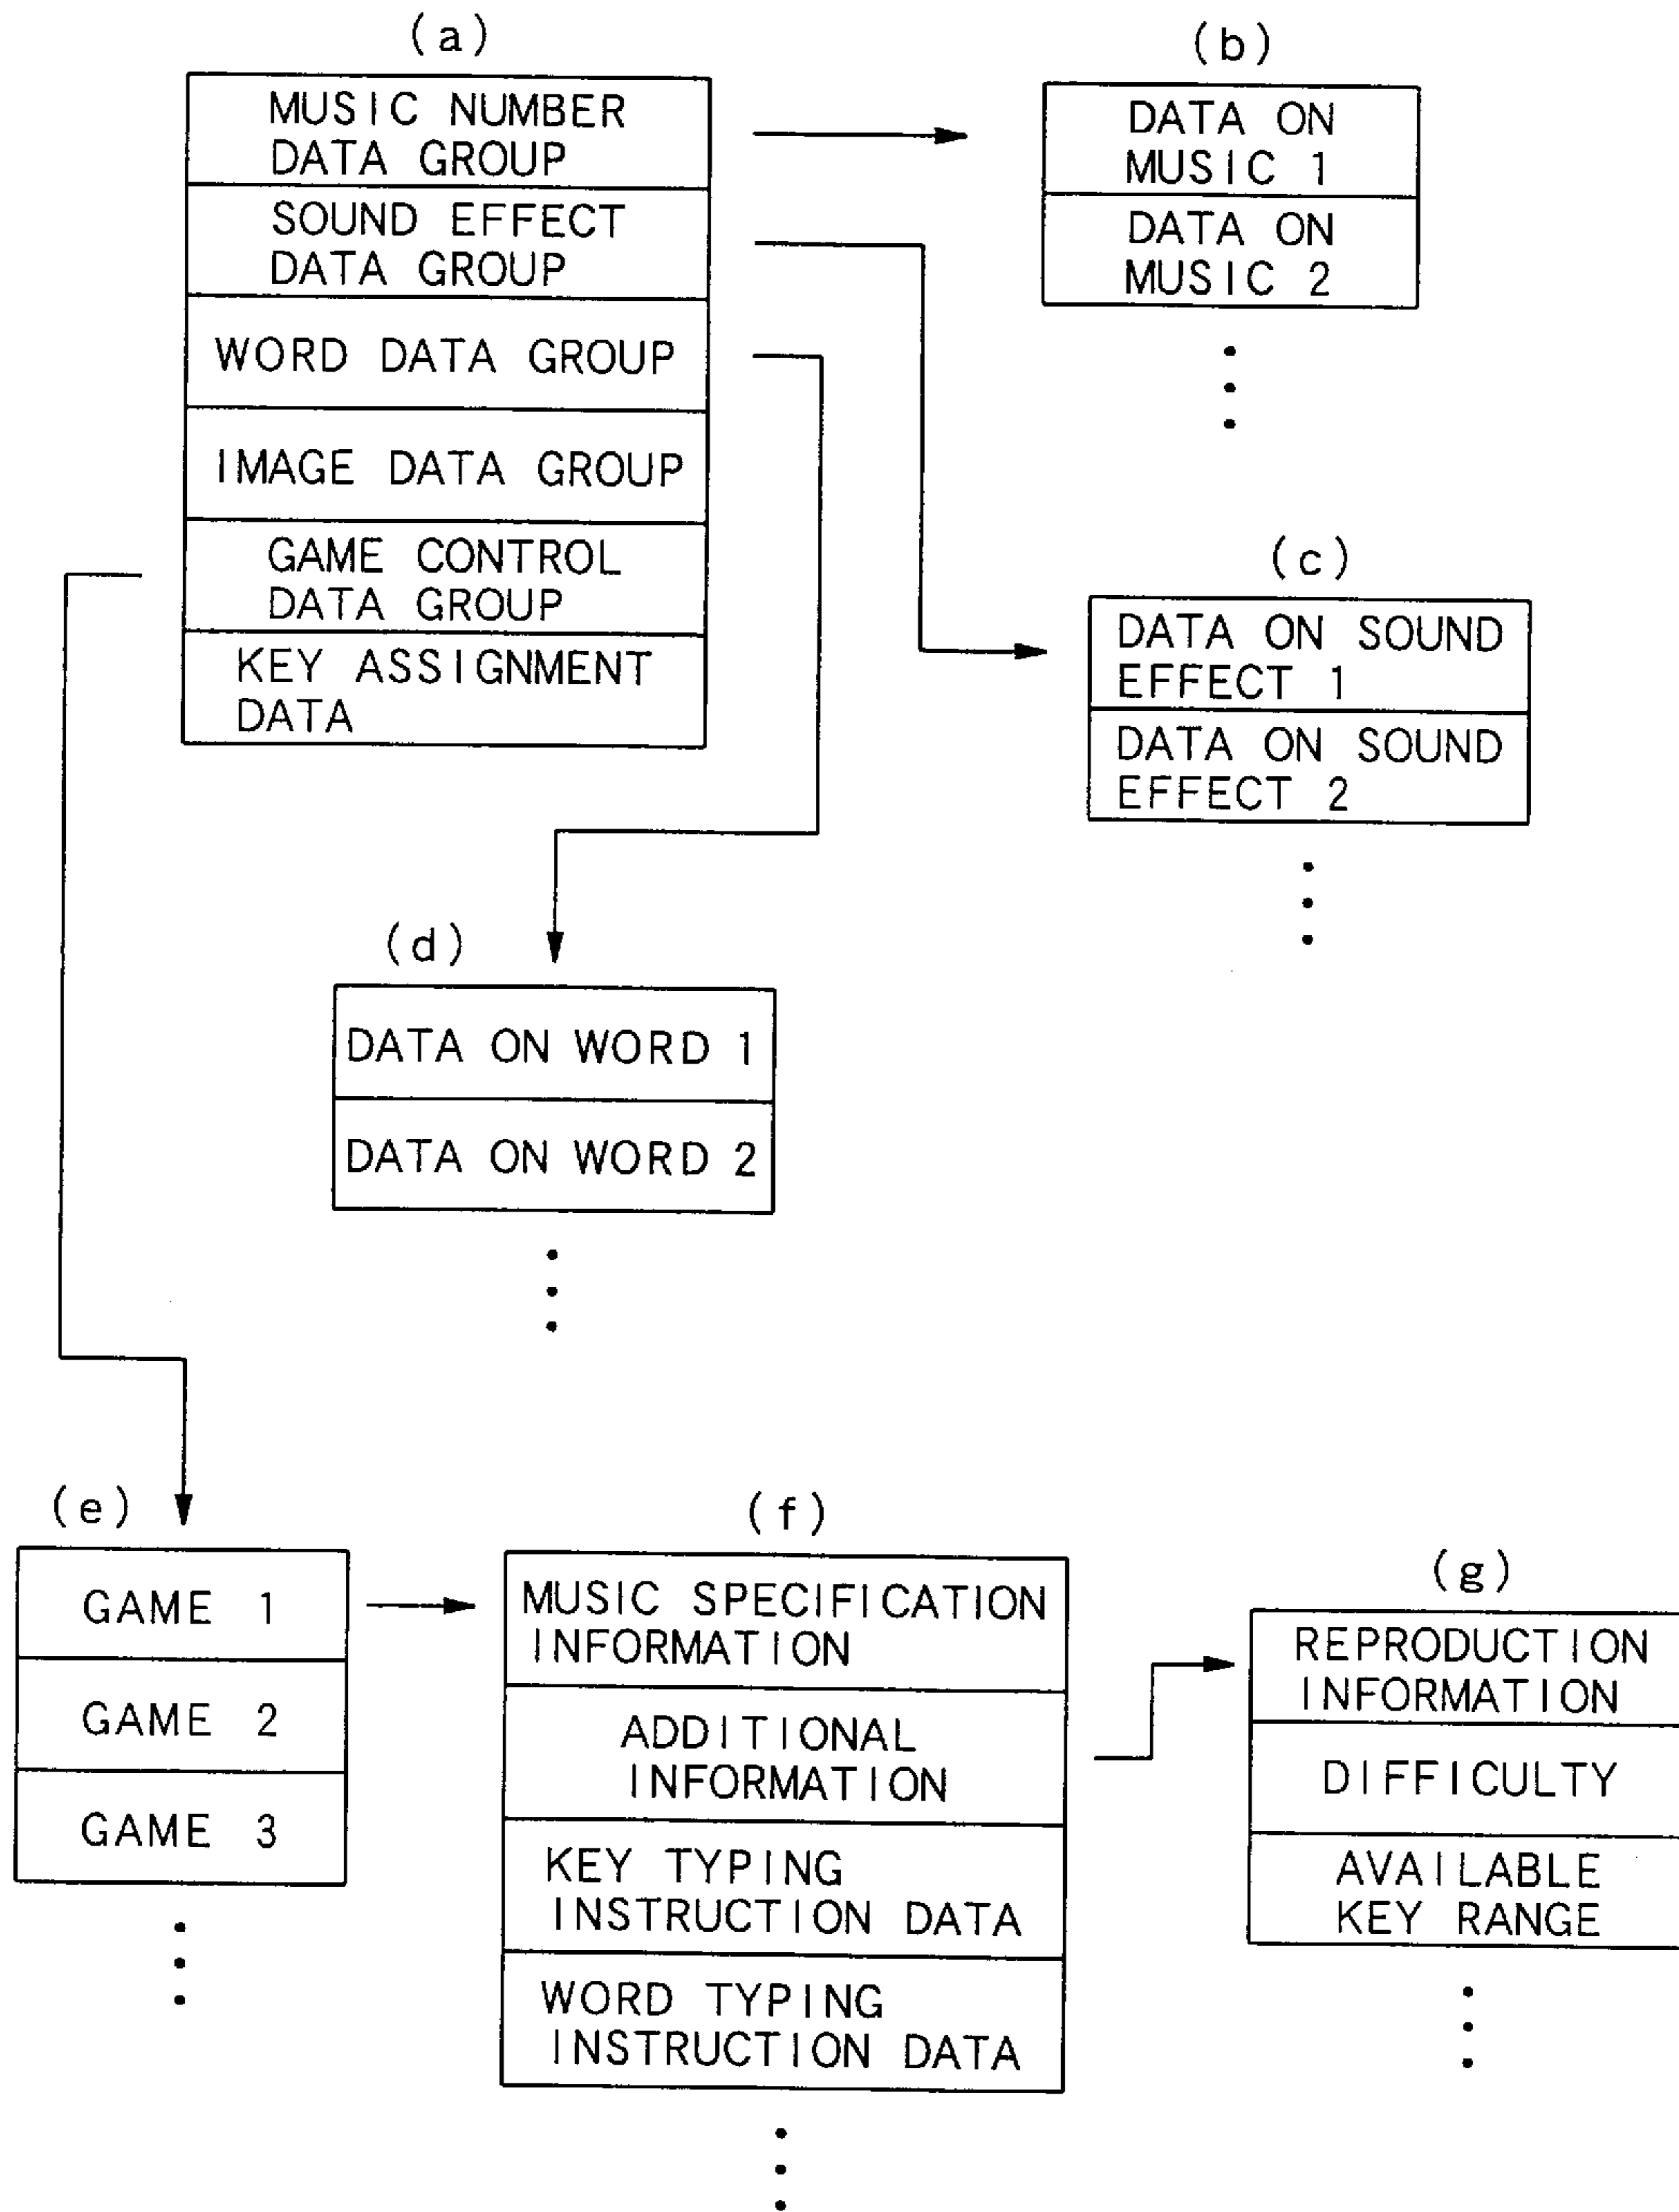 (a)
MUSIC NUMBER
DATA GROUP
SOUND EFFECT
DATA GROUP
WORD DATA GROUP
IMAGE DATA GROUP
GAME CONTROL
DATA GROUP
KEY ASSIGNMENT
DATA
(b)
DATA ON
MUSIC 1
DATA ON
MUSIC 2
(c)
DATA ON SOUND
EFFECT 1
DATA ON SOUND
EFFECT 2
(d)
DATA ON WORD 1
DATA ON WORD 2
(e)
GAME 1
GAME 2
GAME 3
(f)
MUSIC SPECIFICATION
INFORMATION
ADDITIONAL
INFORMATION
KEY TYPING
INSTRUCTION DATA
WORD TYPING
INSTRUCTION DATA
(g)
REPRODUCTION
INFORMATION
DIFFICULTY
AVAILABLE
KEY RANGE